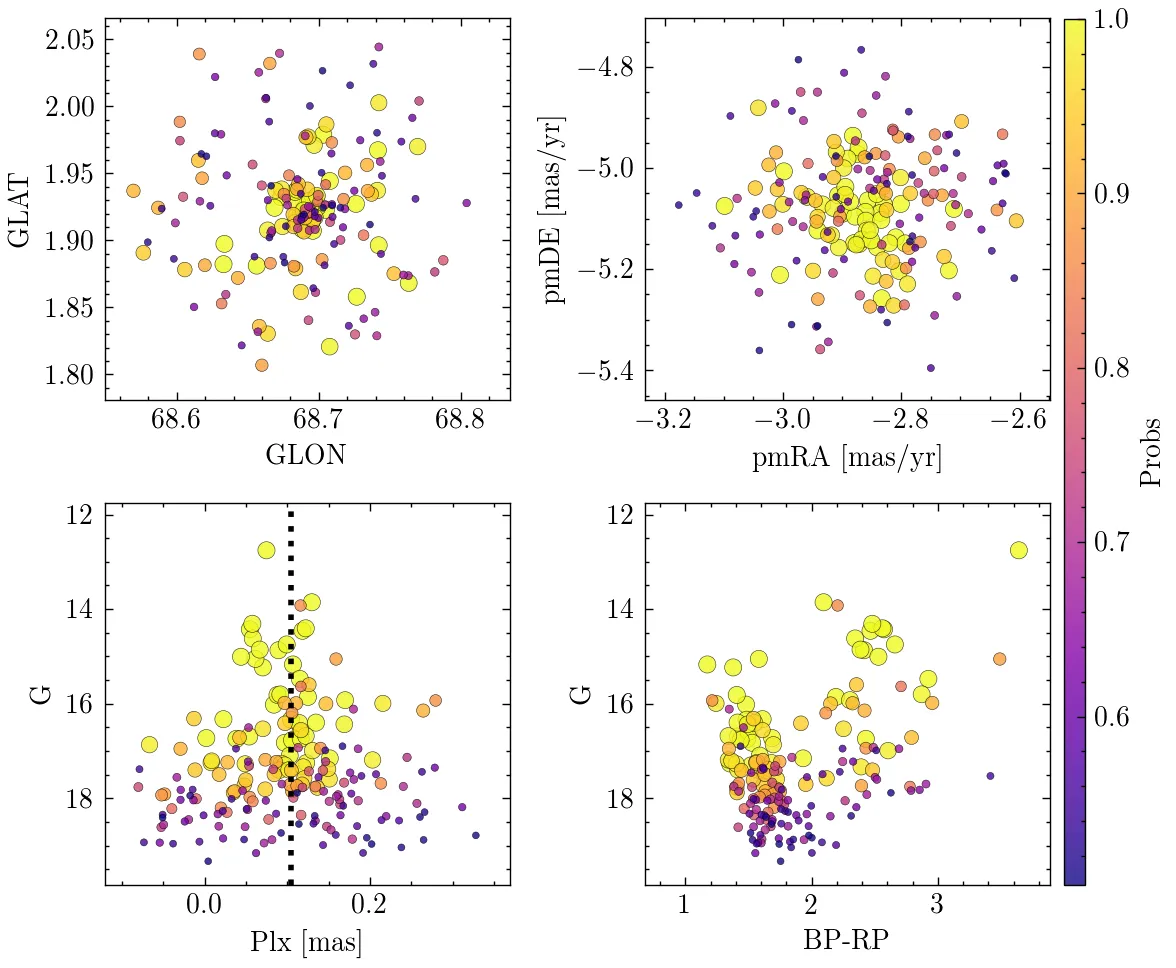 2.05
2.00
1.95
1.90
1.85
1.80
GLAT
68.6 68.7 68.8
GLON
−4.8
−5.0
−5.2
−5.4
pmDE [mas/yr]
−3.2 −3.0 −2.8 −2.6
pmRA [mas/yr]
12
14
16
18
G
0.0 0.2
Plx [mas]
12
14
16
18
G
1 2 3
BP-RP
1.0
0.9
0.8
0.7
0.6
Probs